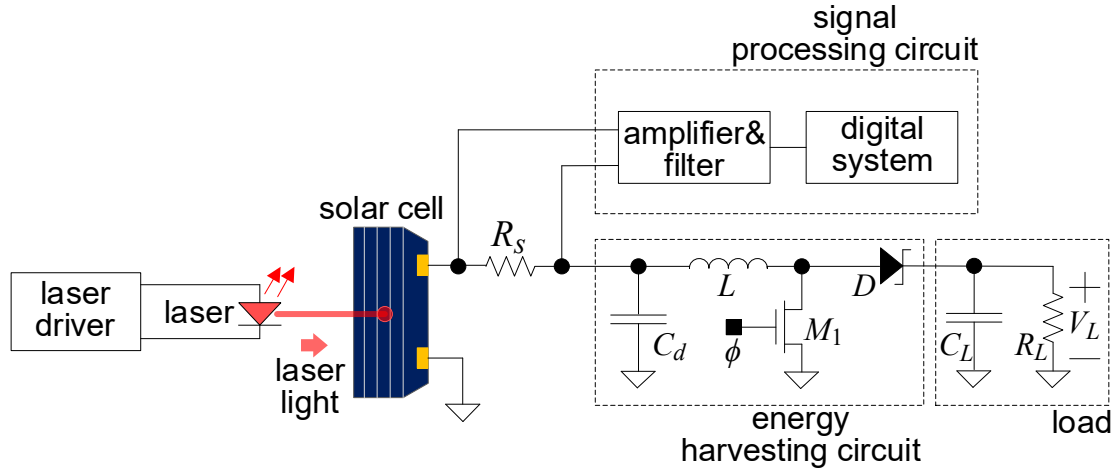 signal
processing circuit
amplifier&
filter
digital
system
solar cell
R_s
laser
driver
laser
laser
light
L
D
C_d
ϕ
M_1
C_L
R_L
+
V_L
−
energy
harvesting circuit
load